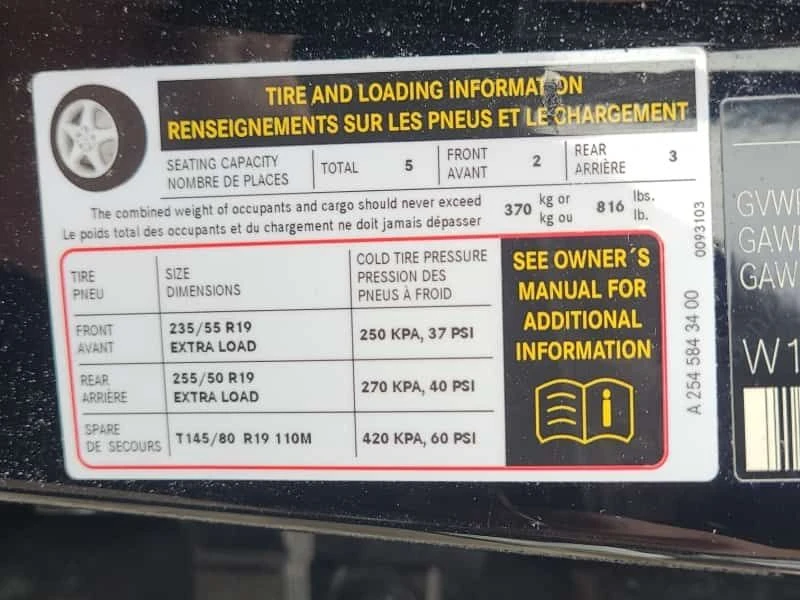 TIRE AND LOADING INFORMATION
RENSEIGNEMENTS SUR LES PNEUS ET LE CHARGEMENT
SEATING CAPACITY
NOMBRE DE PLACES
TOTAL 5
FRONT
AVANT
2
REAR
ARRIÈRE
3
The combined weight of occupants and cargo should never exceed
Le poids total des occupants et du chargement ne doit jamais dépasser
370 kg or
kg ou
816 lbs.
lb.
TIRE
PNEU
SIZE
DIMENSIONS
COLD TIRE PRESSURE
PRESSION DES
PNEUS À FROID
FRONT
AVANT
235/55 R19
EXTRA LOAD
250 KPA, 37 PSI
REAR
ARRIÈRE
255/50 R19
EXTRA LOAD
270 KPA, 40 PSI
SPARE
DE SECOURS
T145/80 R19 110M
420 KPA, 60 PSI
SEE OWNER´S
MANUAL FOR
ADDITIONAL
INFORMATION
i
A 254 584 34 00
0093103
GVW
GAW
GAW
W1